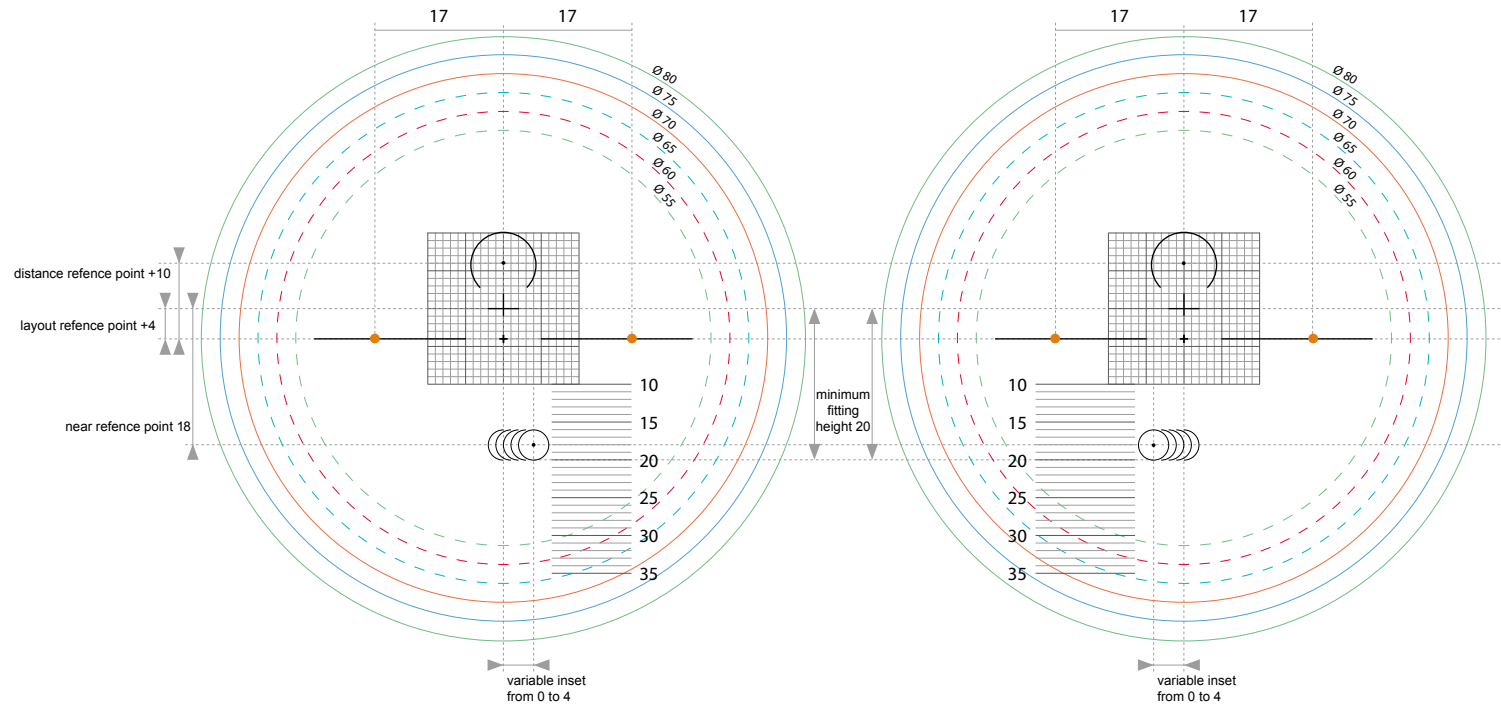 17 17 17 17
Ø 80 Ø 80
Ø 75 Ø 75
Ø 70 Ø 70
Ø 65 Ø 65
Ø 60 Ø 60
Ø 55 Ø 55
distance refence point +10
layout refence point +4
near refence point 18
10
15
20
25
30
35
minimum
fitting
height 20
10
15
20
25
30
35
variable inset
from 0 to 4
variable inset
from 0 to 4